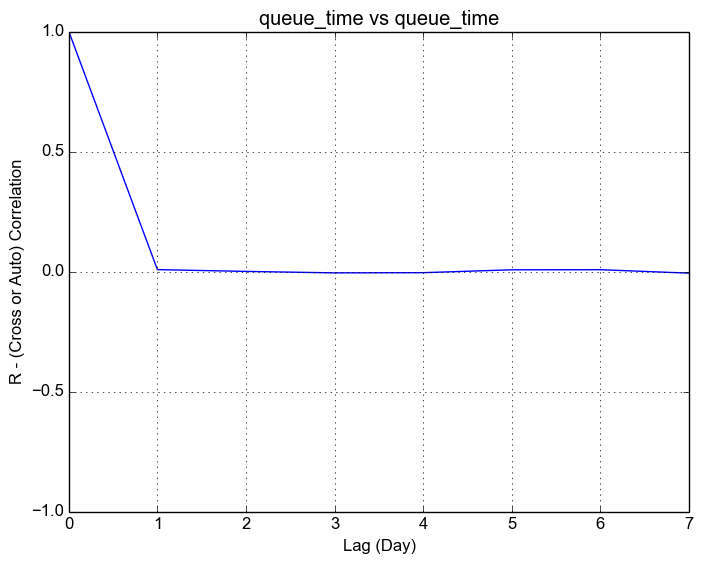 queue_time vs queue_time
R - (Cross or Auto) Correlation
1.0
0.5
0.0
−0.5
−1.0
0 1 2 3 4 5 6 7
Lag (Day)